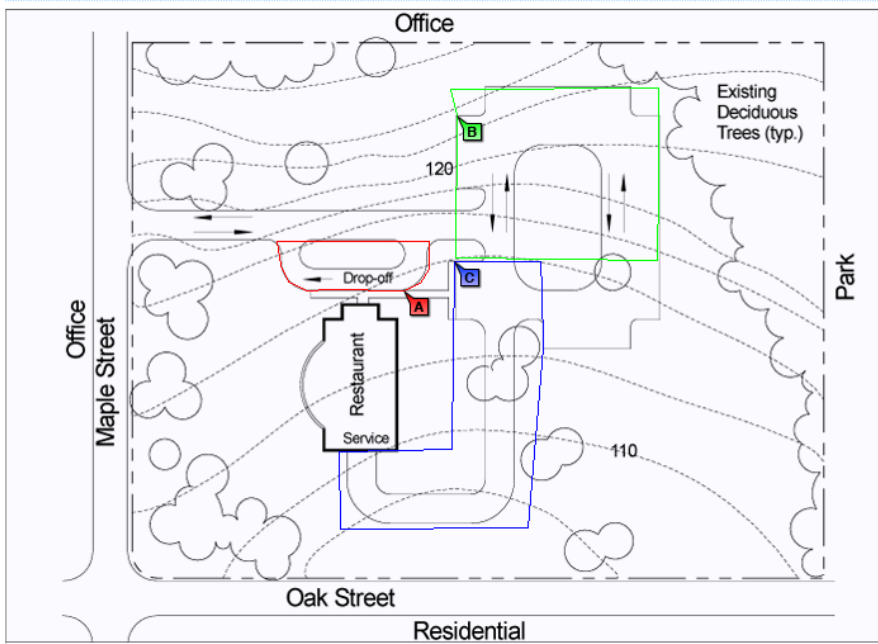 Office
Existing
Deciduous
Trees (typ.)
B
120
Drop-off
C
A
Park
Office
Maple Street
Restaurant
Service
110
Oak Street
Residential